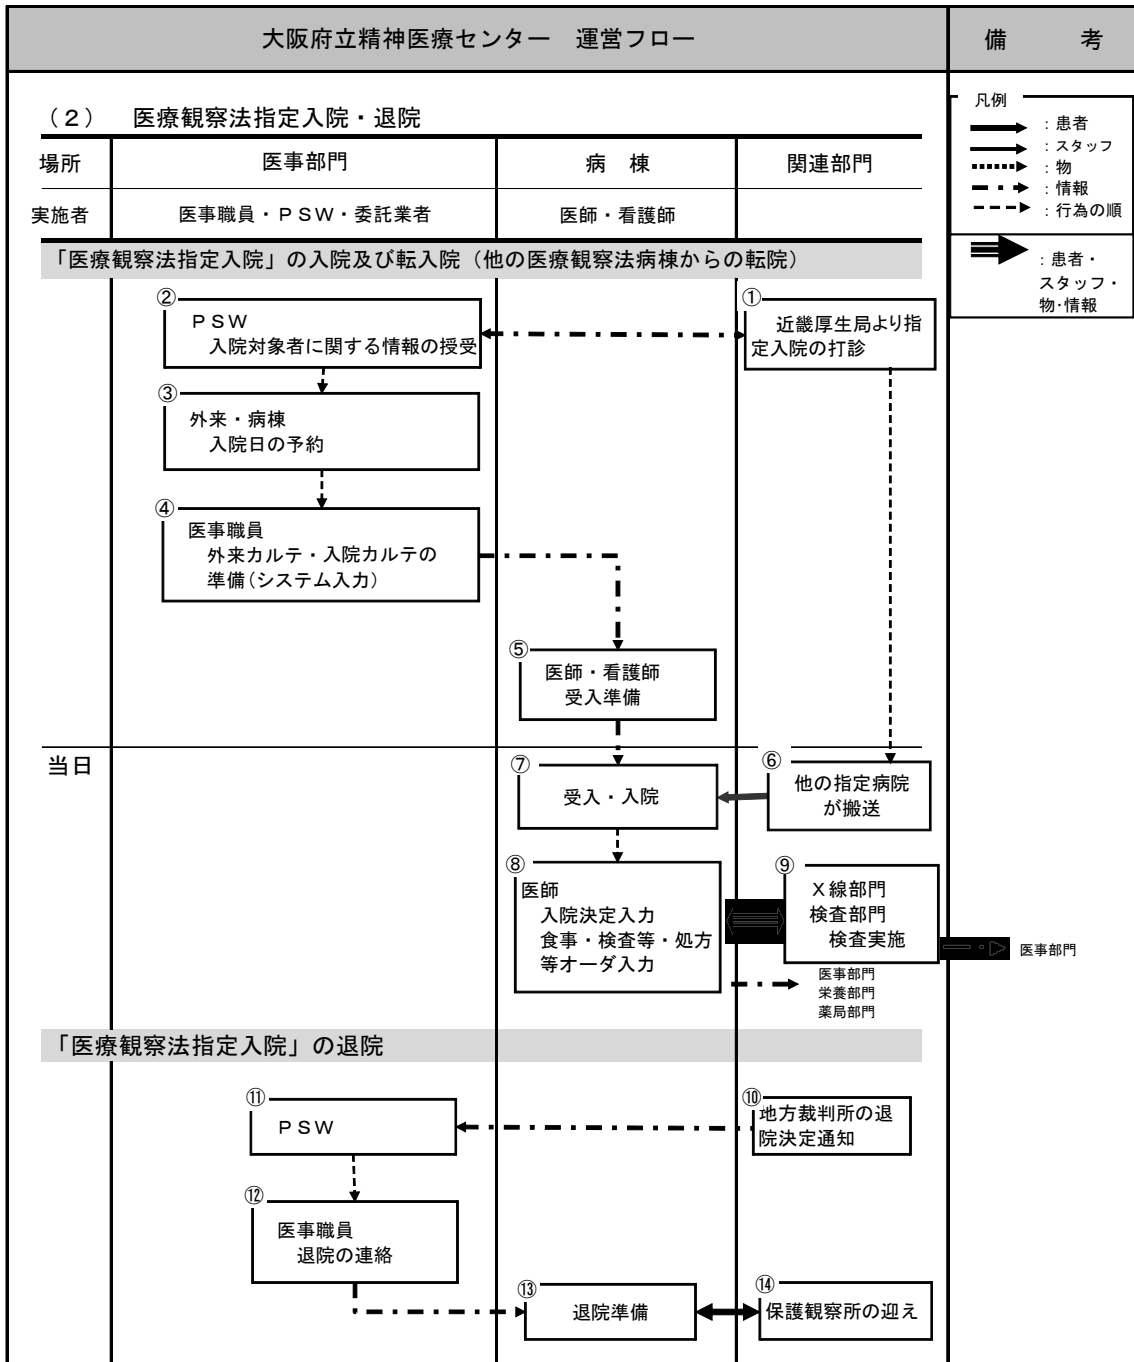 大阪府立精神医療センター　運営フロー
備　考
（２）　医療観察法指定入院・退院
凡例
：患者
：スタッフ
：物
：情報
：行為の順
：患者・
スタッフ・
物・情報
場所
医事部門
病　棟
関連部門
実施者
医事職員・ＰＳＷ・委託業者
医師・看護師
「医療観察法指定入院」の入院及び転入院（他の医療観察法病棟からの転院）
②
ＰＳＷ
入院対象者に関する情報の授受
①
近畿厚生局より指
定入院の打診
③
外来・病棟
入院日の予約
④
医事職員
外来カルテ・入院カルテの
準備（システム入力）
⑤
医師・看護師
受入準備
当日
⑦
受入・入院
⑥
他の指定病院
が搬送
⑧
医師
入院決定入力
食事・検査等・処方
等オーダ入力
⑨
Ｘ線部門
検査部門
検査実施
医事部門
医事部門
栄養部門
薬局部門
「医療観察法指定入院」の退院
⑪
ＰＳＷ
⑩
地方裁判所の退
院決定通知
⑫
医事職員
退院の連絡
⑬
退院準備
⑭
保護観察所の迎え